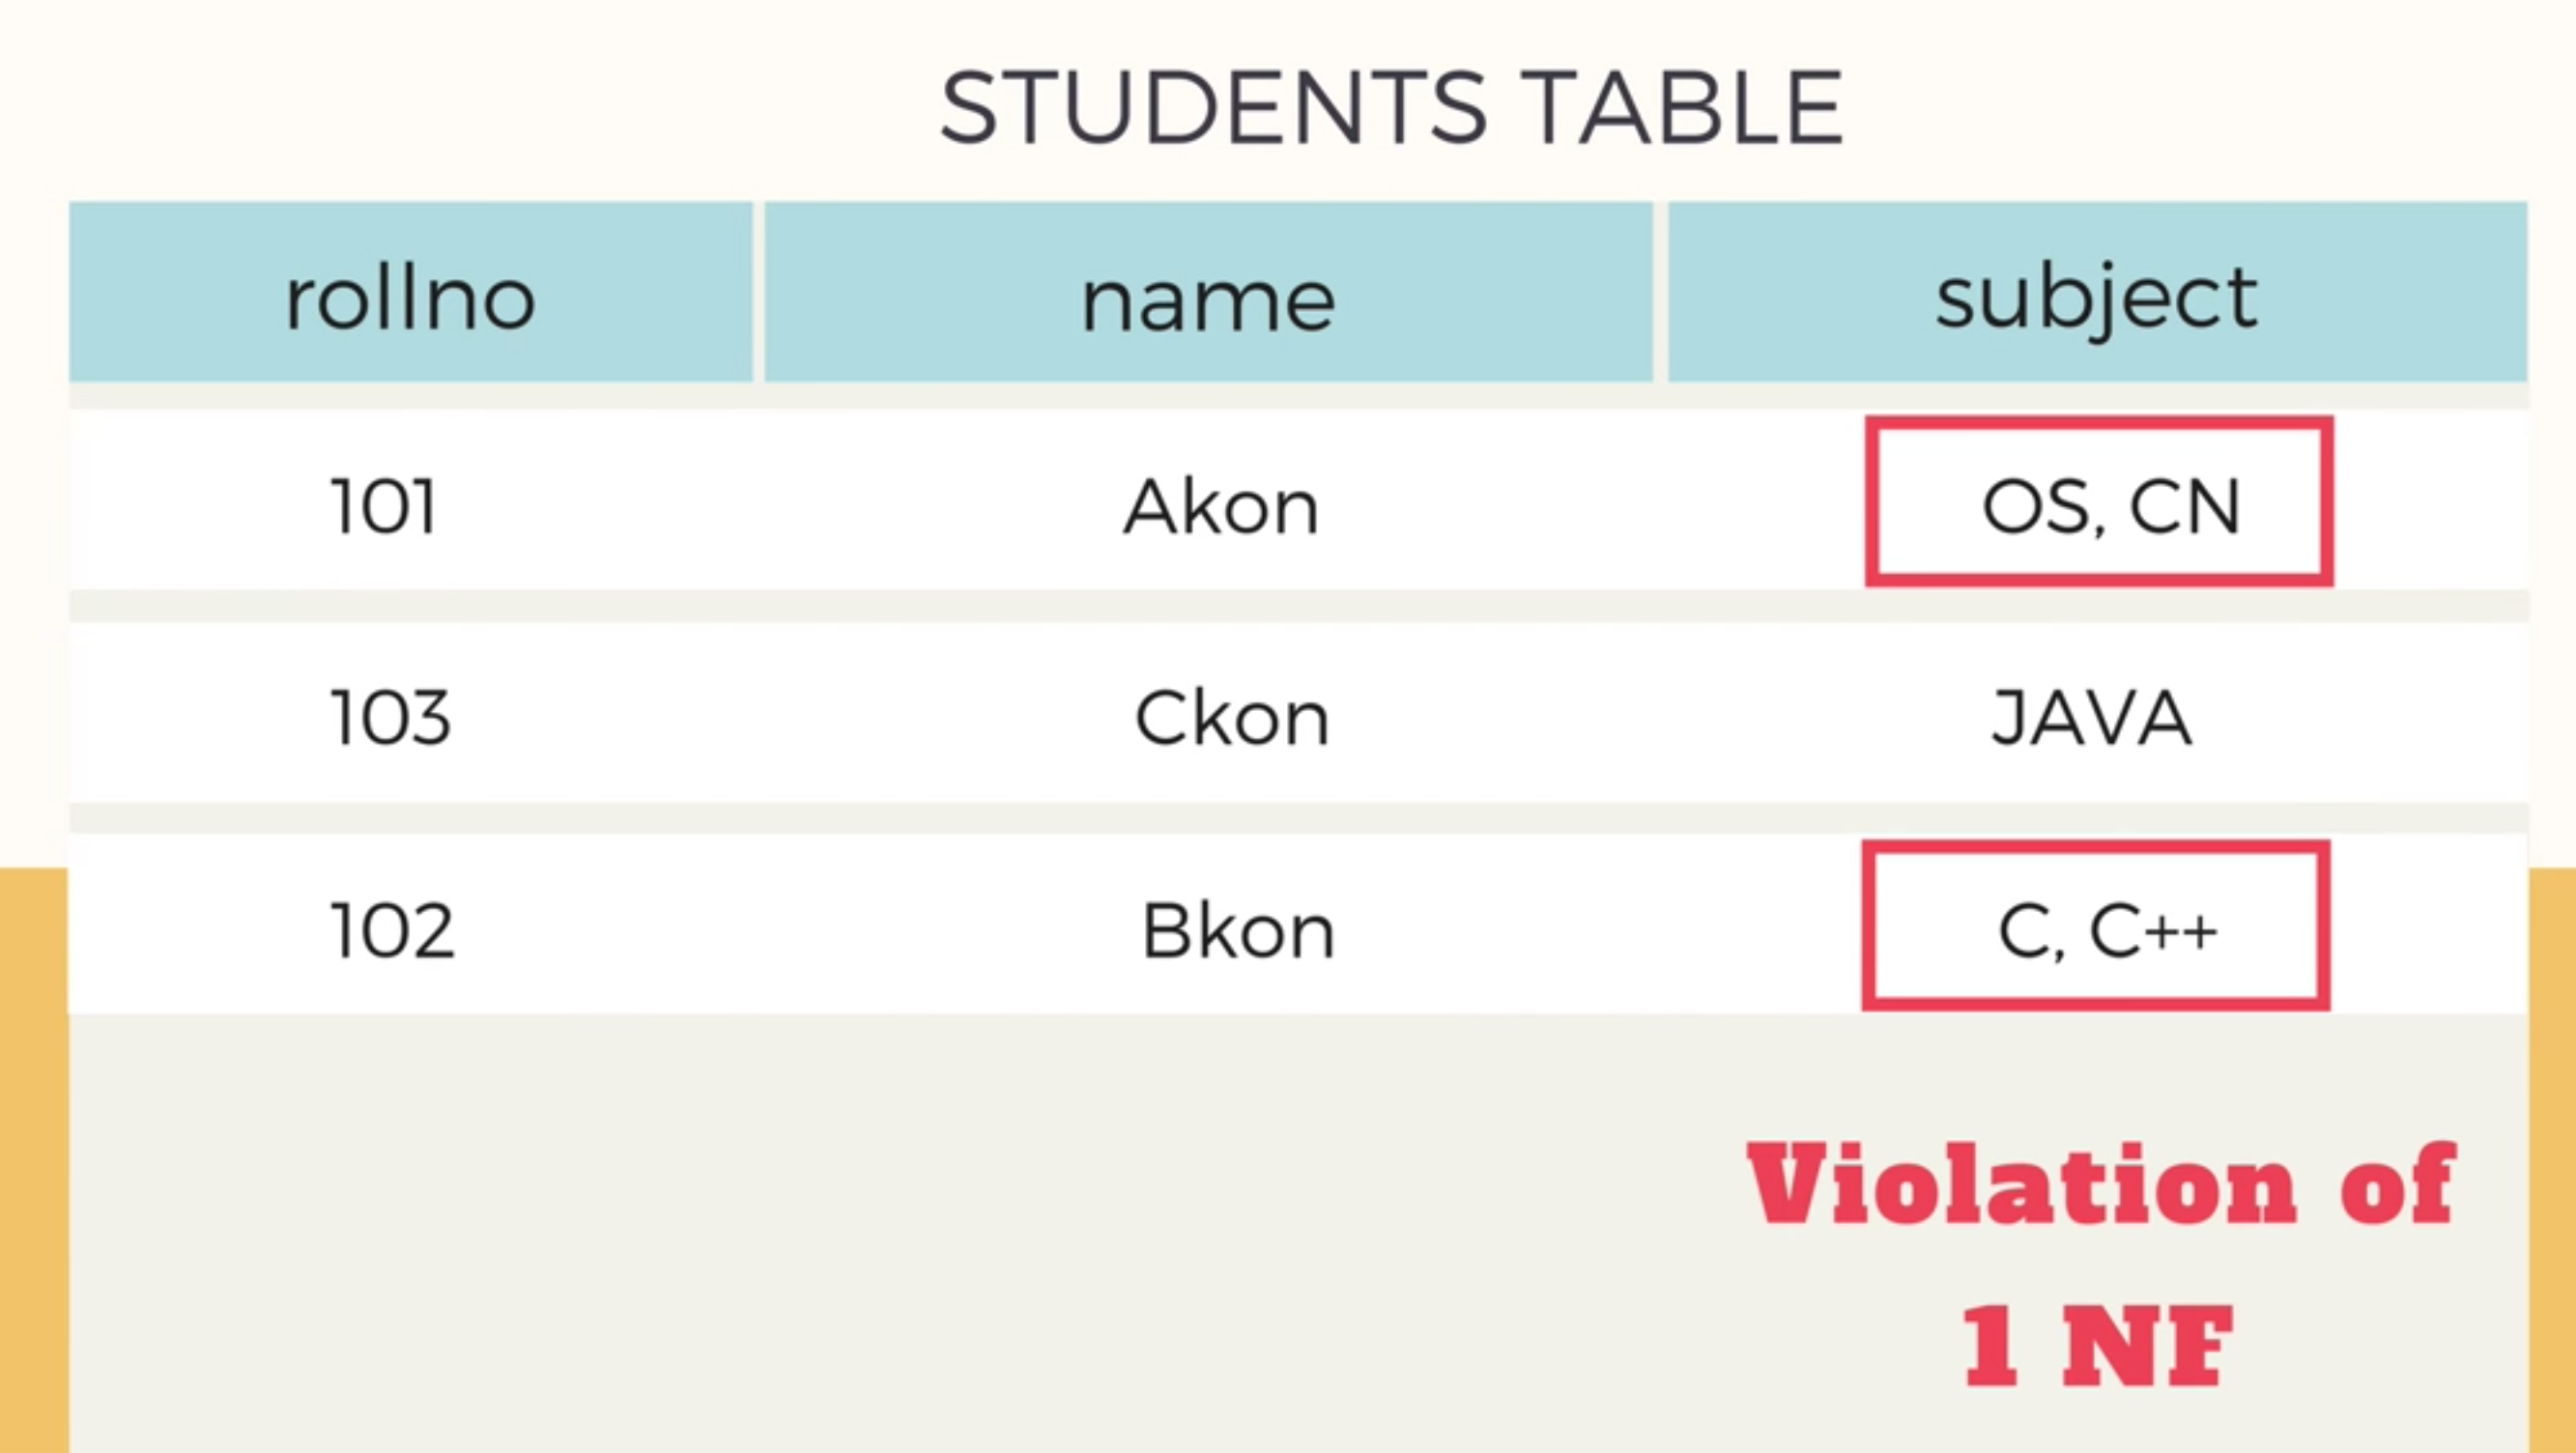 STUDENTS TABLE
rollno name subject
101 Akon OS, CN
103 Ckon JAVA
102 Bkon C, C++
Violation of
1 NF